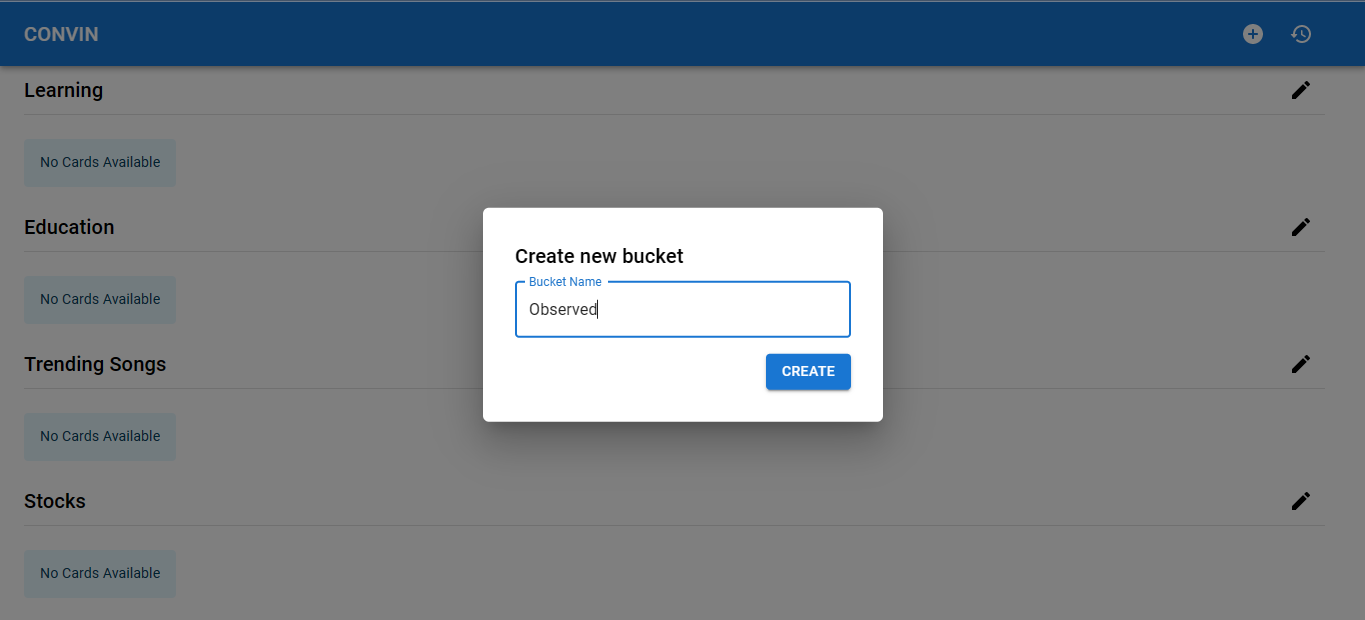 CONVIN
Learning
No Cards Available
Education
No Cards Available
Create new bucket
Bucket Name
Observed
CREATE
Trending Songs
No Cards Available
Stocks
No Cards Available